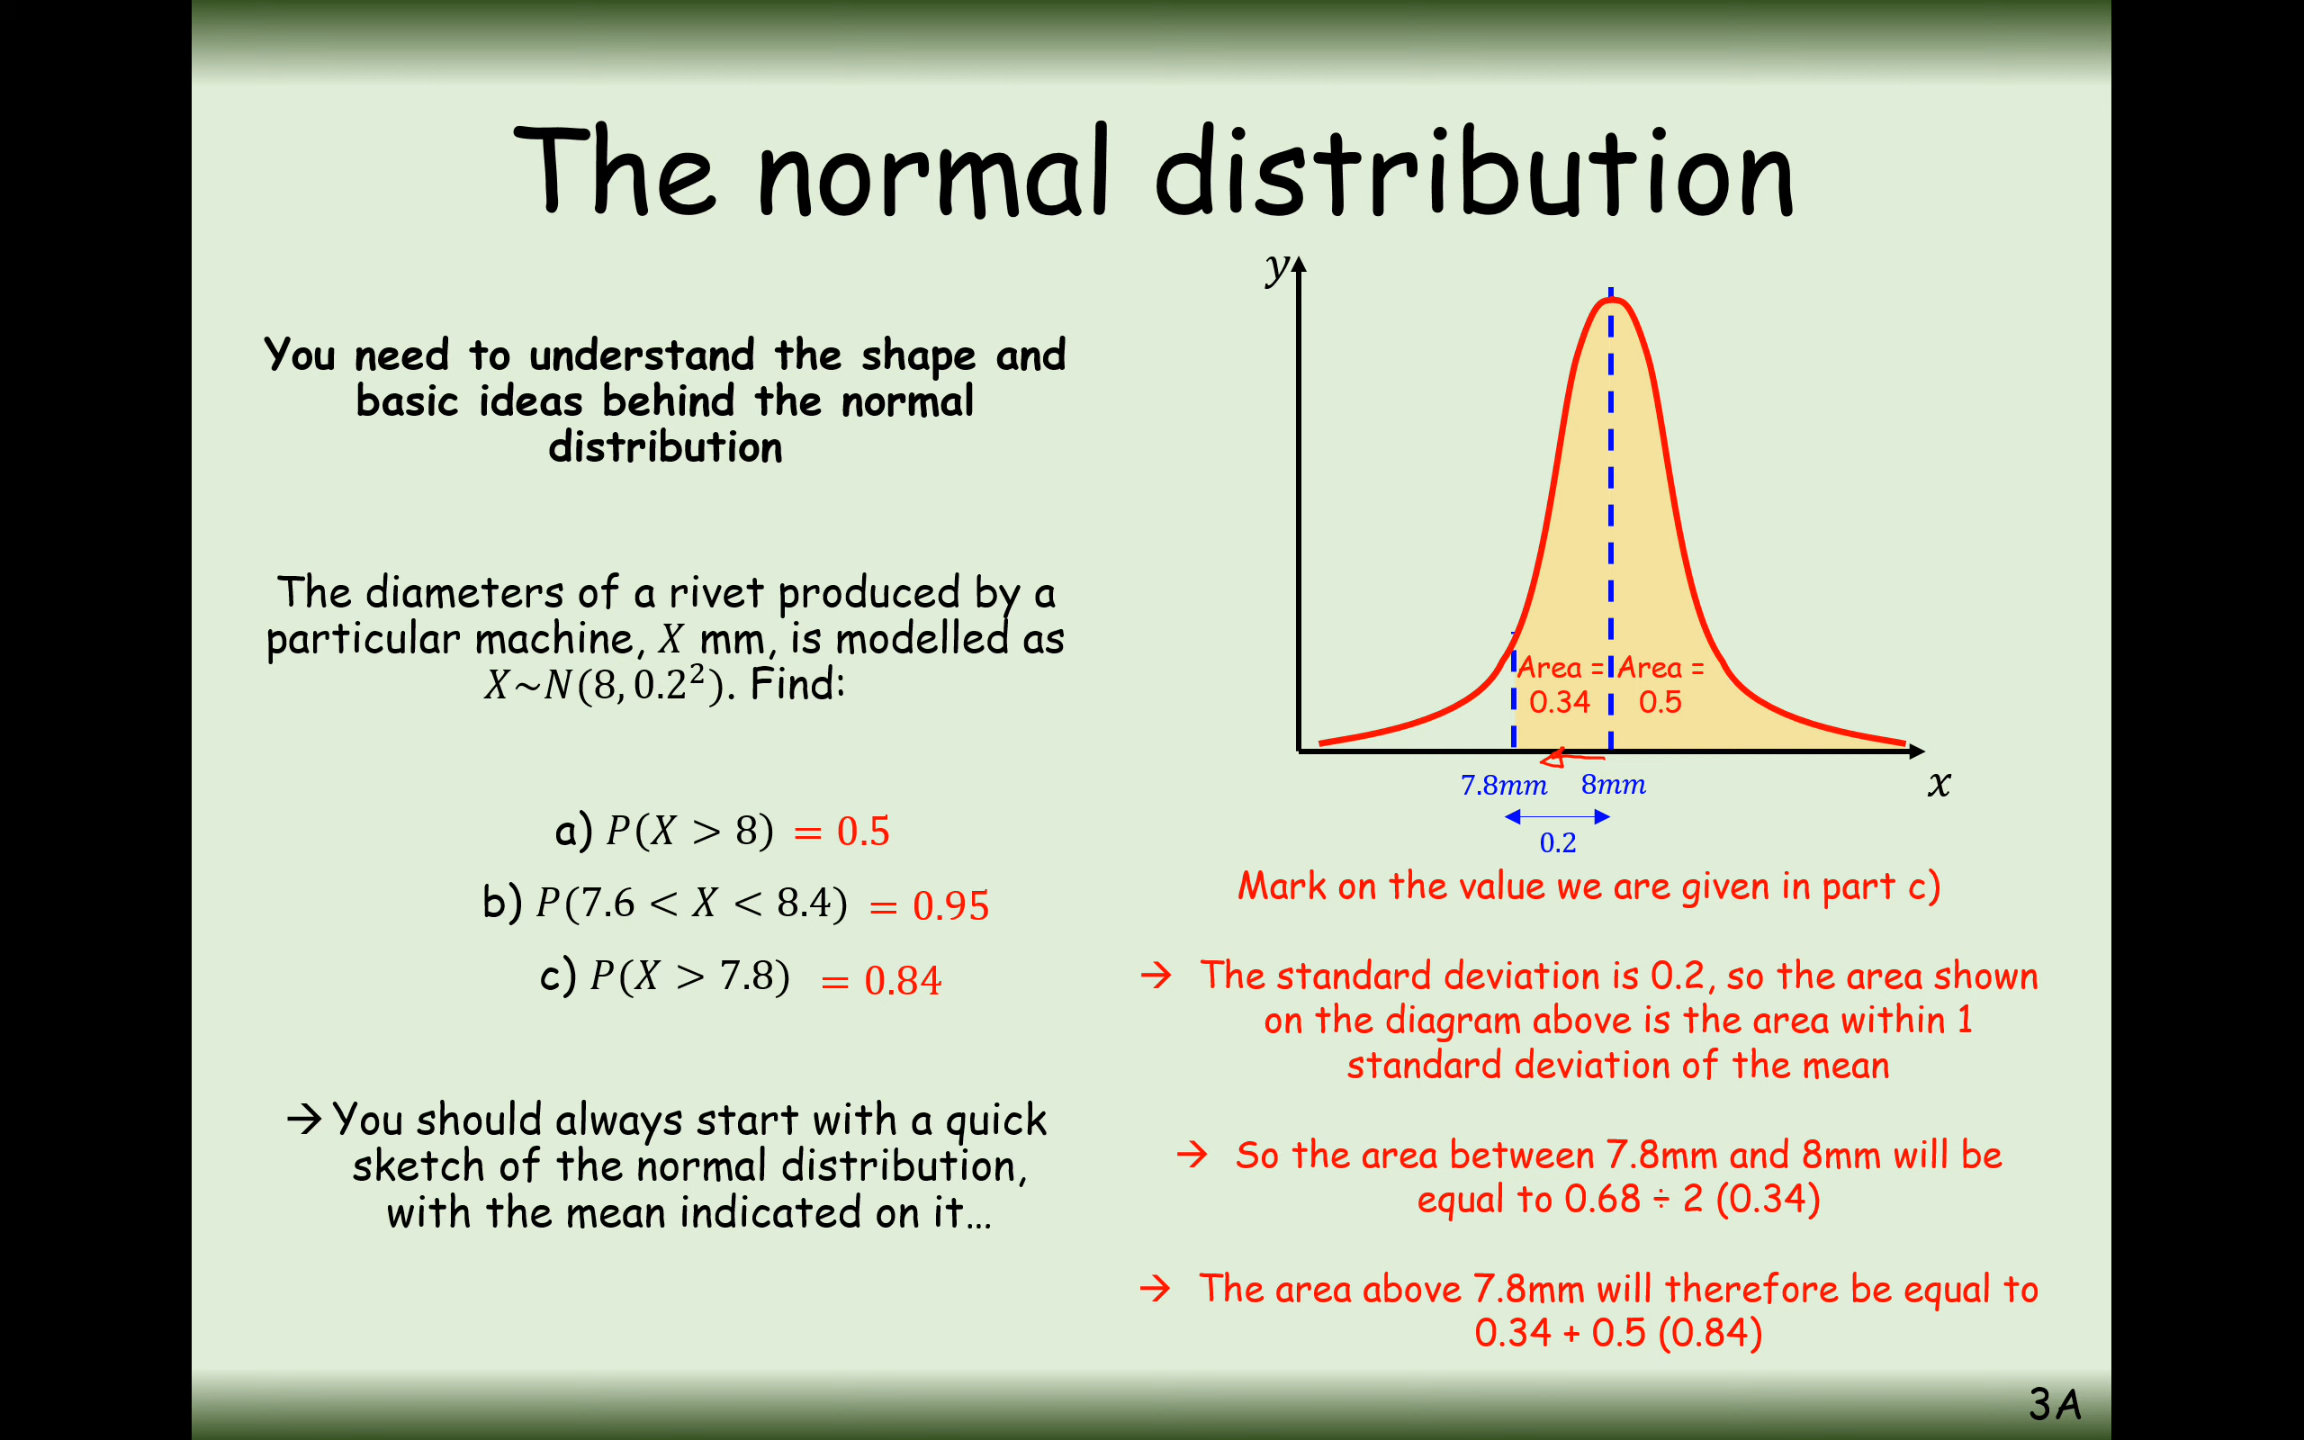 The normal distribution
You need to understand the shape and
basic ideas behind the normal
distribution
The diameters of a rivet produced by a
particular machine, X mm, is modelled as
X~N(8, 0.2²). Find:
a) P(X > 8) = 0.5
b) P(7.6 < X < 8.4) = 0.95
c) P(X > 7.8) = 0.84
→ You should always start with a quick
sketch of the normal distribution,
with the mean indicated on it…
y
Area = Area =
0.34 0.5
7.8mm 8mm
x
0.2
Mark on the value we are given in part c)
→ The standard deviation is 0.2, so the area shown
on the diagram above is the area within 1
standard deviation of the mean
→ So the area between 7.8mm and 8mm will be
equal to 0.68 ÷ 2 (0.34)
→ The area above 7.8mm will therefore be equal to
0.34 + 0.5 (0.84)
3A